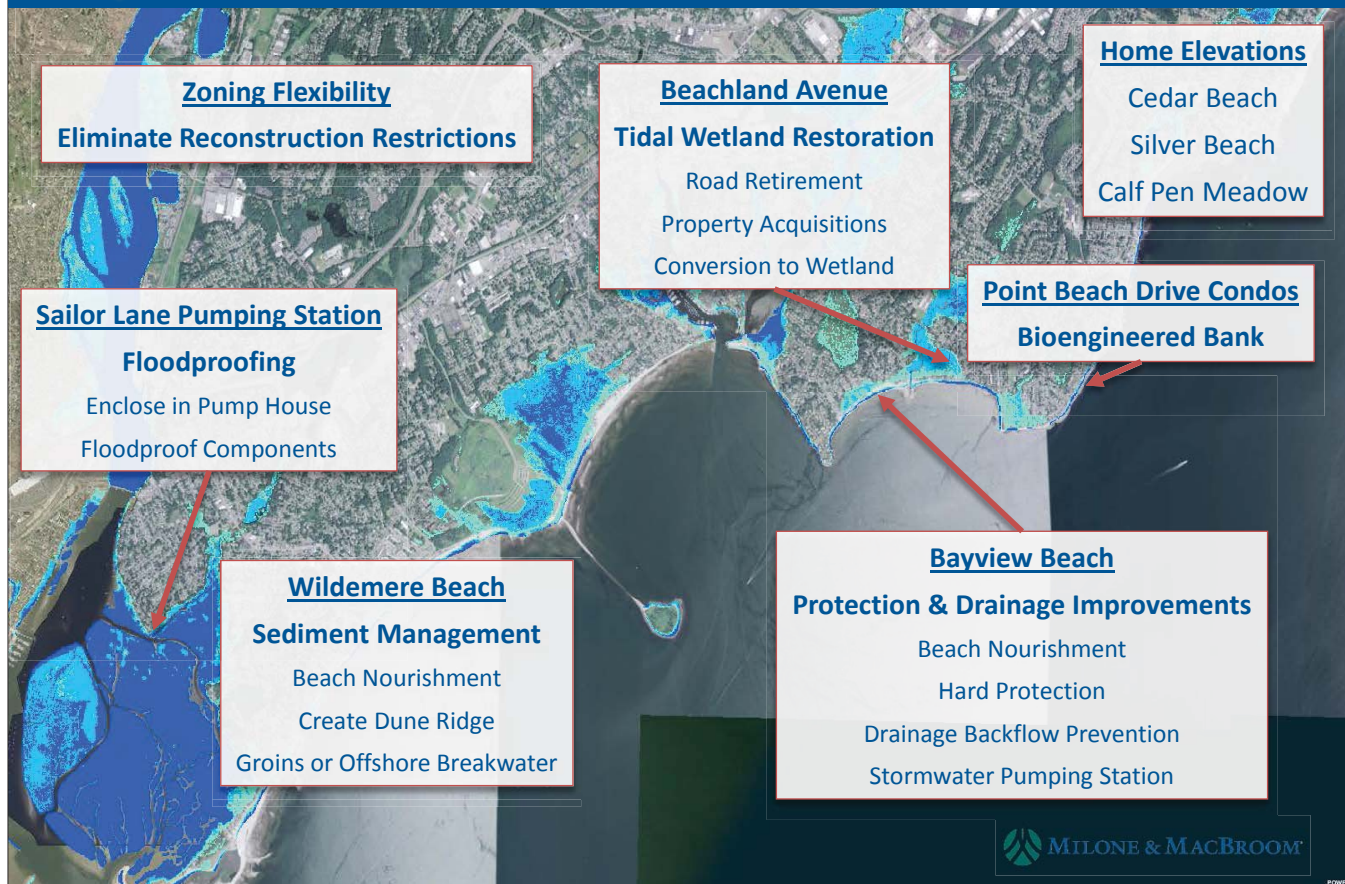 Zoning Flexibility
Eliminate Reconstruction Restrictions
Beachland Avenue
Tidal Wetland Restoration
Road Retirement
Property Acquisitions
Conversion to Wetland
Home Elevations
Cedar Beach
Silver Beach
Calf Pen Meadow
Sailor Lane Pumping Station
Floodproofing
Enclose in Pump House
Floodproof Components
Point Beach Drive Condos
Bioengineered Bank
Wildemere Beach
Sediment Management
Beach Nourishment
Create Dune Ridge
Groins or Offshore Breakwater
Bayview Beach
Protection & Drainage Improvements
Beach Nourishment
Hard Protection
Drainage Backflow Prevention
Stormwater Pumping Station
MILONE & MACBROOM